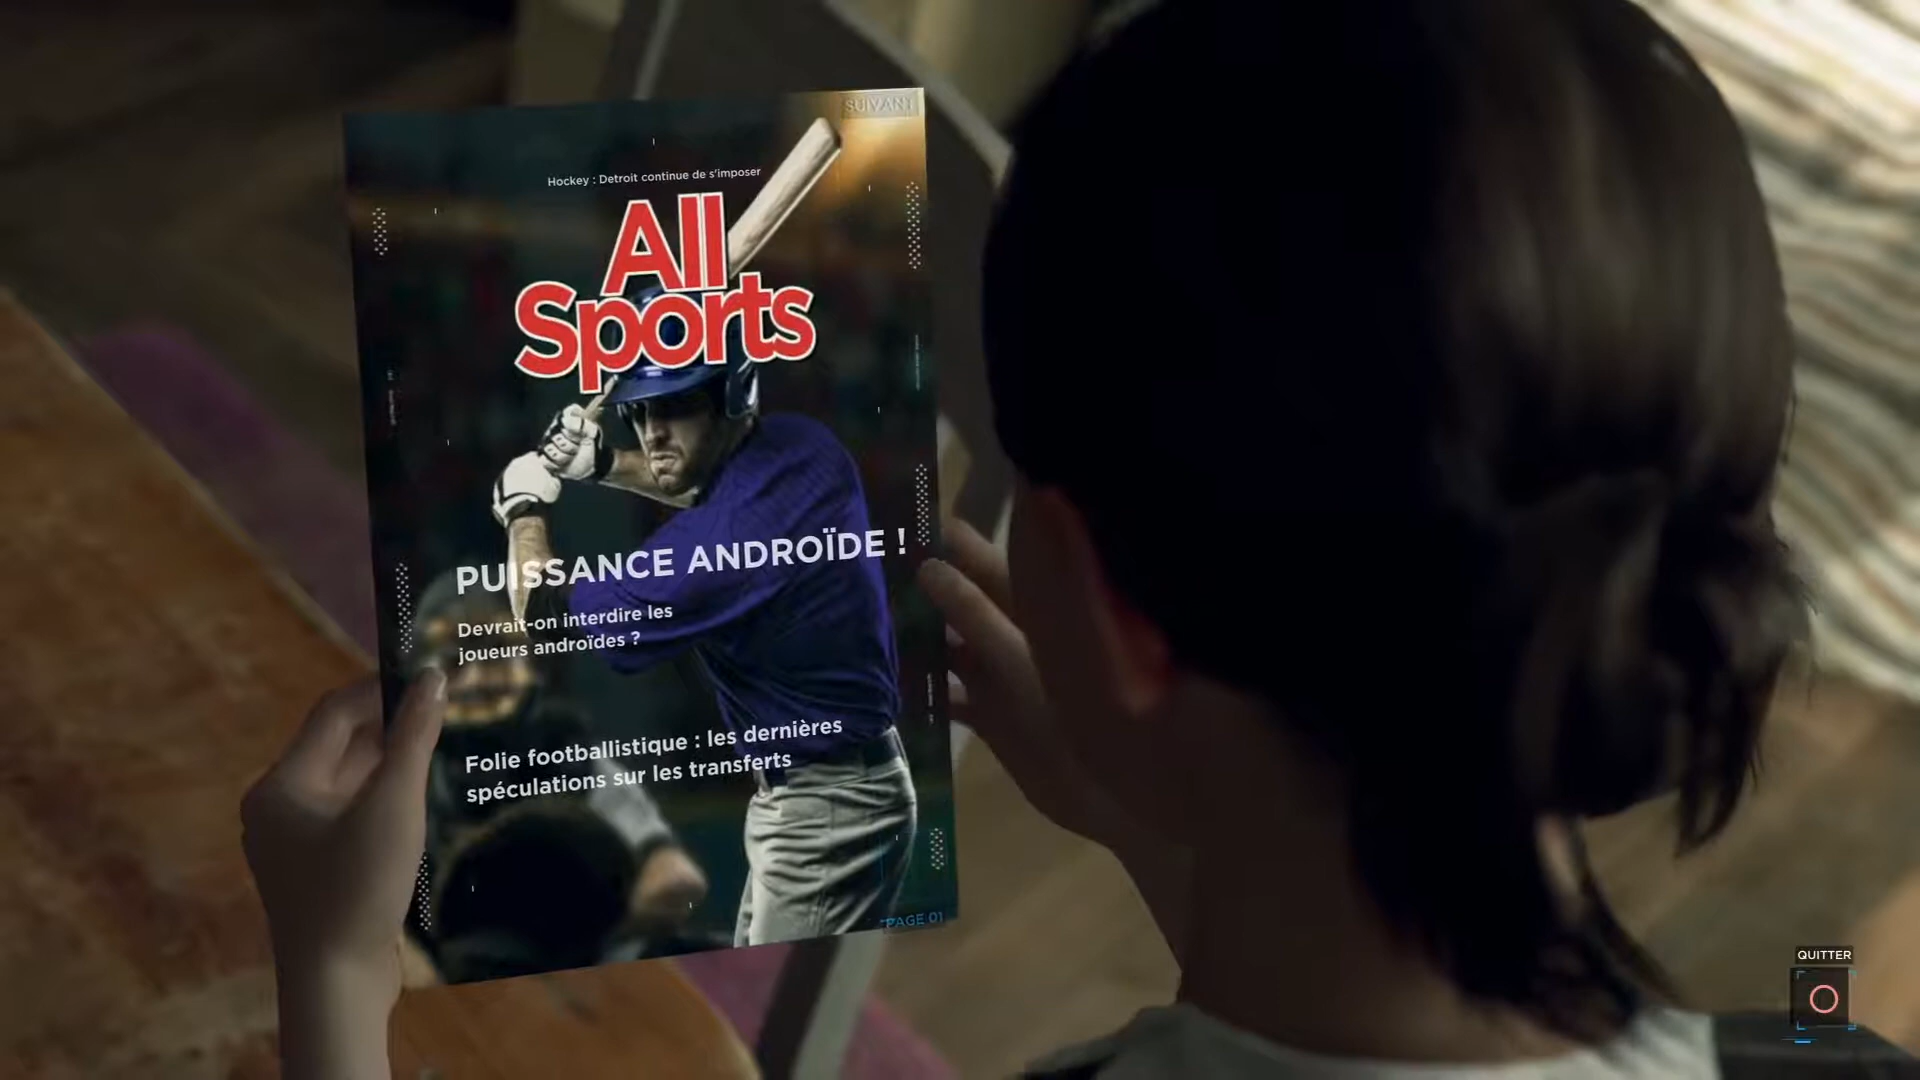 SUIVANT
Hockey : Detroit continue de s'imposer
All
Sports
PUISSANCE ANDROÏDE !
Devrait-on interdire les
joueurs androïdes ?
Folie footballistique : les dernières
spéculations sur les transferts
PAGE 01
QUITTER